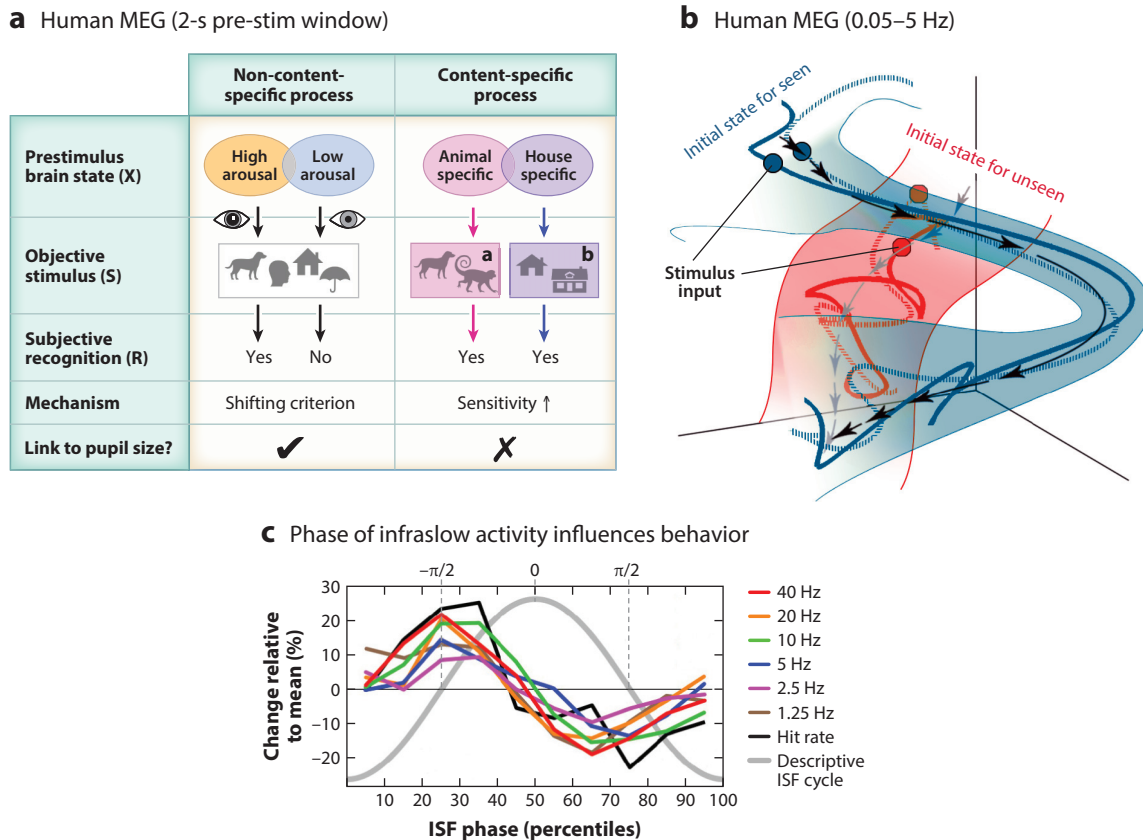 a Human MEG (2-s pre-stim window)
Non-content-
specific process
Content-specific
process
Prestimulus
brain state (X)
High
arousal
Low
arousal
Animal
specific
House
specific
Objective
stimulus (S)
a
b
Subjective
recognition (R)
Yes
No
Yes
Yes
Mechanism
Shifting criterion
Sensitivity ↑
Link to pupil size?
✔
✗
b Human MEG (0.05–5 Hz)
Initial state for seen
Initial state for unseen
Stimulus
input
c Phase of infraslow activity influences behavior
−π/2
0
π/2
30
20
10
0
−10
−20
Change relative
to mean (%)
10 20 30 40 50 60 70 80 90 100
ISF phase (percentiles)
40 Hz
20 Hz
10 Hz
5 Hz
2.5 Hz
1.25 Hz
Hit rate
Descriptive
ISF cycle